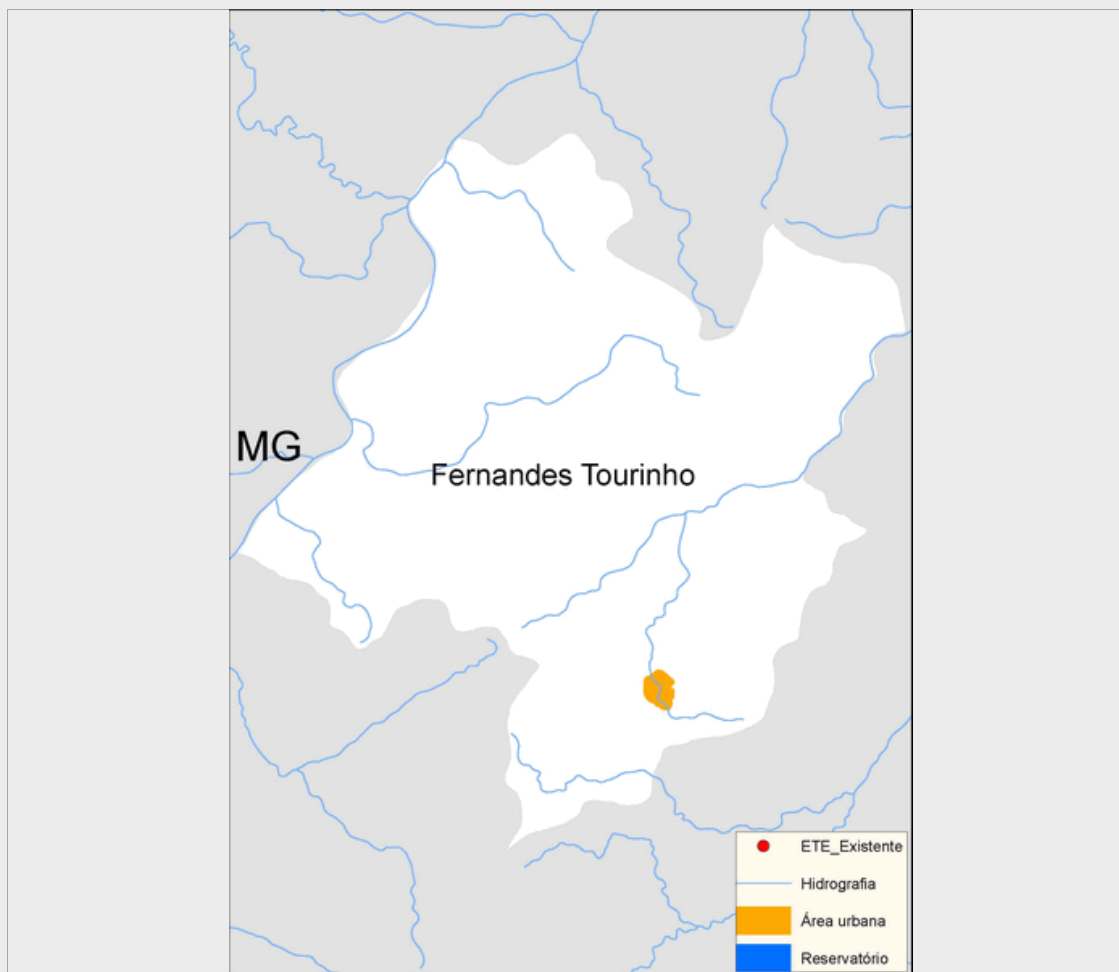 MG
Fernandes Tourinho
ETE_Existente
Hidrografia
Área urbana
Reservatório